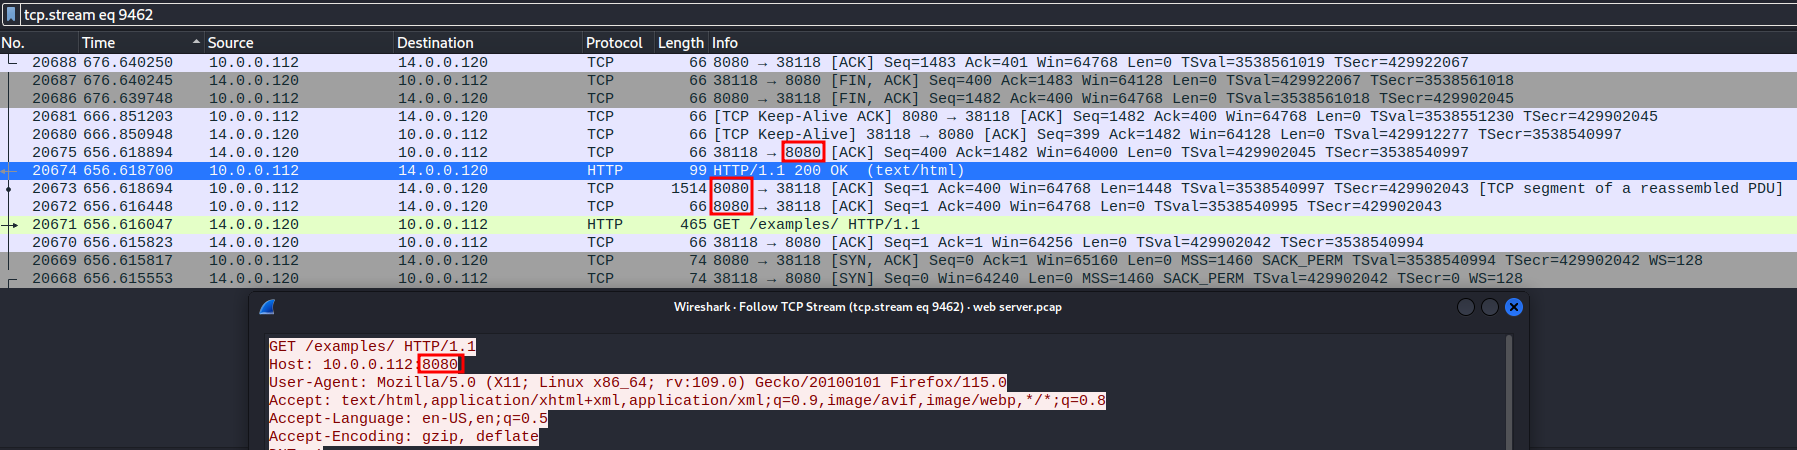 tcp.stream eq 9462
No. Time Source Destination Protocol Length Info
20688 676.640250 10.0.0.112 14.0.0.120 TCP 66 8080 → 38118 [ACK] Seq=1483 Ack=401 Win=64768 Len=0 TSval=3538561019 TSecr=429922067
20687 676.640245 14.0.0.120 10.0.0.112 TCP 66 38118 → 8080 [FIN, ACK] Seq=400 Ack=1483 Win=64128 Len=0 TSval=429922067 TSecr=3538561018
20686 676.639748 10.0.0.112 14.0.0.120 TCP 66 8080 → 38118 [FIN, ACK] Seq=1482 Ack=400 Win=64768 Len=0 TSval=3538561018 TSecr=429902045
20681 666.851203 10.0.0.112 14.0.0.120 TCP 66 [TCP Keep-Alive ACK] 8080 → 38118 [ACK] Seq=1482 Ack=400 Win=64768 Len=0 TSval=3538551230 TSecr=429902045
20680 666.850948 14.0.0.120 10.0.0.112 TCP 66 [TCP Keep-Alive] 38118 → 8080 [ACK] Seq=399 Ack=1482 Win=64128 Len=0 TSval=429912277 TSecr=3538540997
20675 656.618894 14.0.0.120 10.0.0.112 TCP 66 38118 → 8080 [ACK] Seq=400 Ack=1482 Win=64000 Len=0 TSval=429902045 TSecr=3538540997
20674 656.618700 10.0.0.112 14.0.0.120 HTTP 99 HTTP/1.1 200 OK (text/html)
20673 656.618694 10.0.0.112 14.0.0.120 TCP 1514 8080 → 38118 [ACK] Seq=1 Ack=400 Win=64768 Len=1448 TSval=3538540997 TSecr=429902043 [TCP segment of a reassembled PDU]
20672 656.616448 10.0.0.112 14.0.0.120 TCP 66 8080 → 38118 [ACK] Seq=1 Ack=400 Win=64768 Len=0 TSval=3538540995 TSecr=429902043
20671 656.616047 14.0.0.120 10.0.0.112 HTTP 465 GET /examples/ HTTP/1.1
20670 656.615823 14.0.0.120 10.0.0.112 TCP 66 38118 → 8080 [ACK] Seq=1 Ack=1 Win=64256 Len=0 TSval=429902042 TSecr=3538540994
20669 656.615817 10.0.0.112 14.0.0.120 TCP 74 8080 → 38118 [SYN, ACK] Seq=0 Ack=1 Win=65160 Len=0 MSS=1460 SACK_PERM TSval=3538540994 TSecr=429902042 WS=128
20668 656.615553 14.0.0.120 10.0.0.112 TCP 74 38118 → 8080 [SYN] Seq=0 Win=64240 Len=0 MSS=1460 SACK_PERM TSval=429902042 TSecr=0 WS=128
Wireshark · Follow TCP Stream (tcp.stream eq 9462) · web server.pcap
GET /examples/ HTTP/1.1
Host: 10.0.0.112:8080
User-Agent: Mozilla/5.0 (X11; Linux x86_64; rv:109.0) Gecko/20100101 Firefox/115.0
Accept: text/html,application/xhtml+xml,application/xml;q=0.9,image/avif,image/webp,*/*;q=0.8
Accept-Language: en-US,en;q=0.5
Accept-Encoding: gzip, deflate